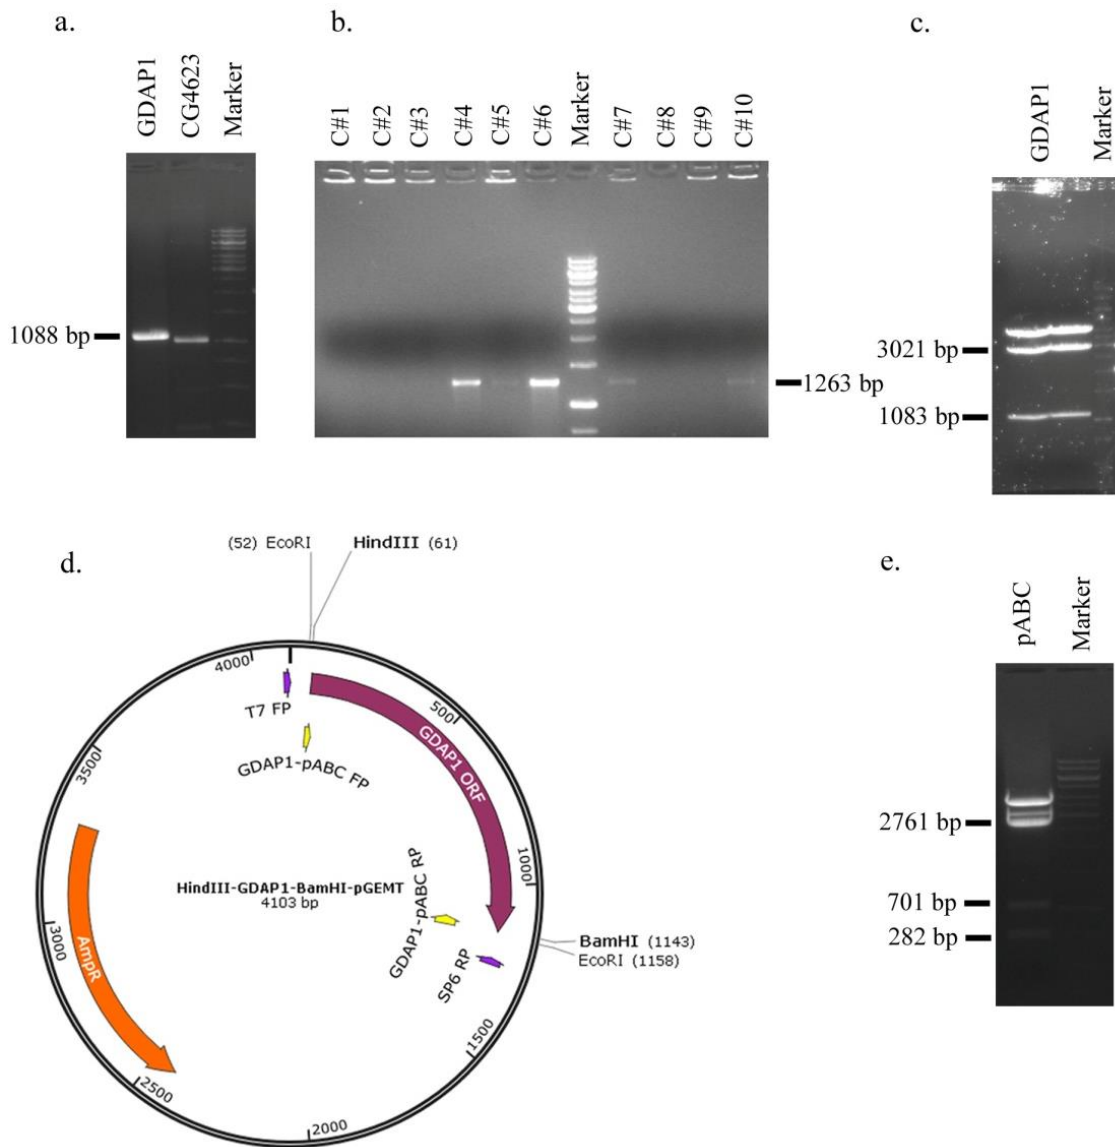 a.
GDAP1
CG4623
Marker
1088 bp
b.
C#1
C#2
C#3
C#4
C#5
C#6
Marker
C#7
C#8
C#9
C#10
1263 bp
c.
GDAP1
Marker
3021 bp
1083 bp
d.
(52) EcoRI
HindIII (61)
4000
500
1000
1500
2000
2500
3000
3500
T7 FP
GDAP1-pABC FP
GDAP1 ORF
GDAP1-pABC RP
SP6 RP
AmpR
HindIII-GDAP1-BamHI-pGEMT
4103 bp
BamHI (1143)
EcoRI (1158)
e.
pABC
Marker
2761 bp
701 bp
282 bp